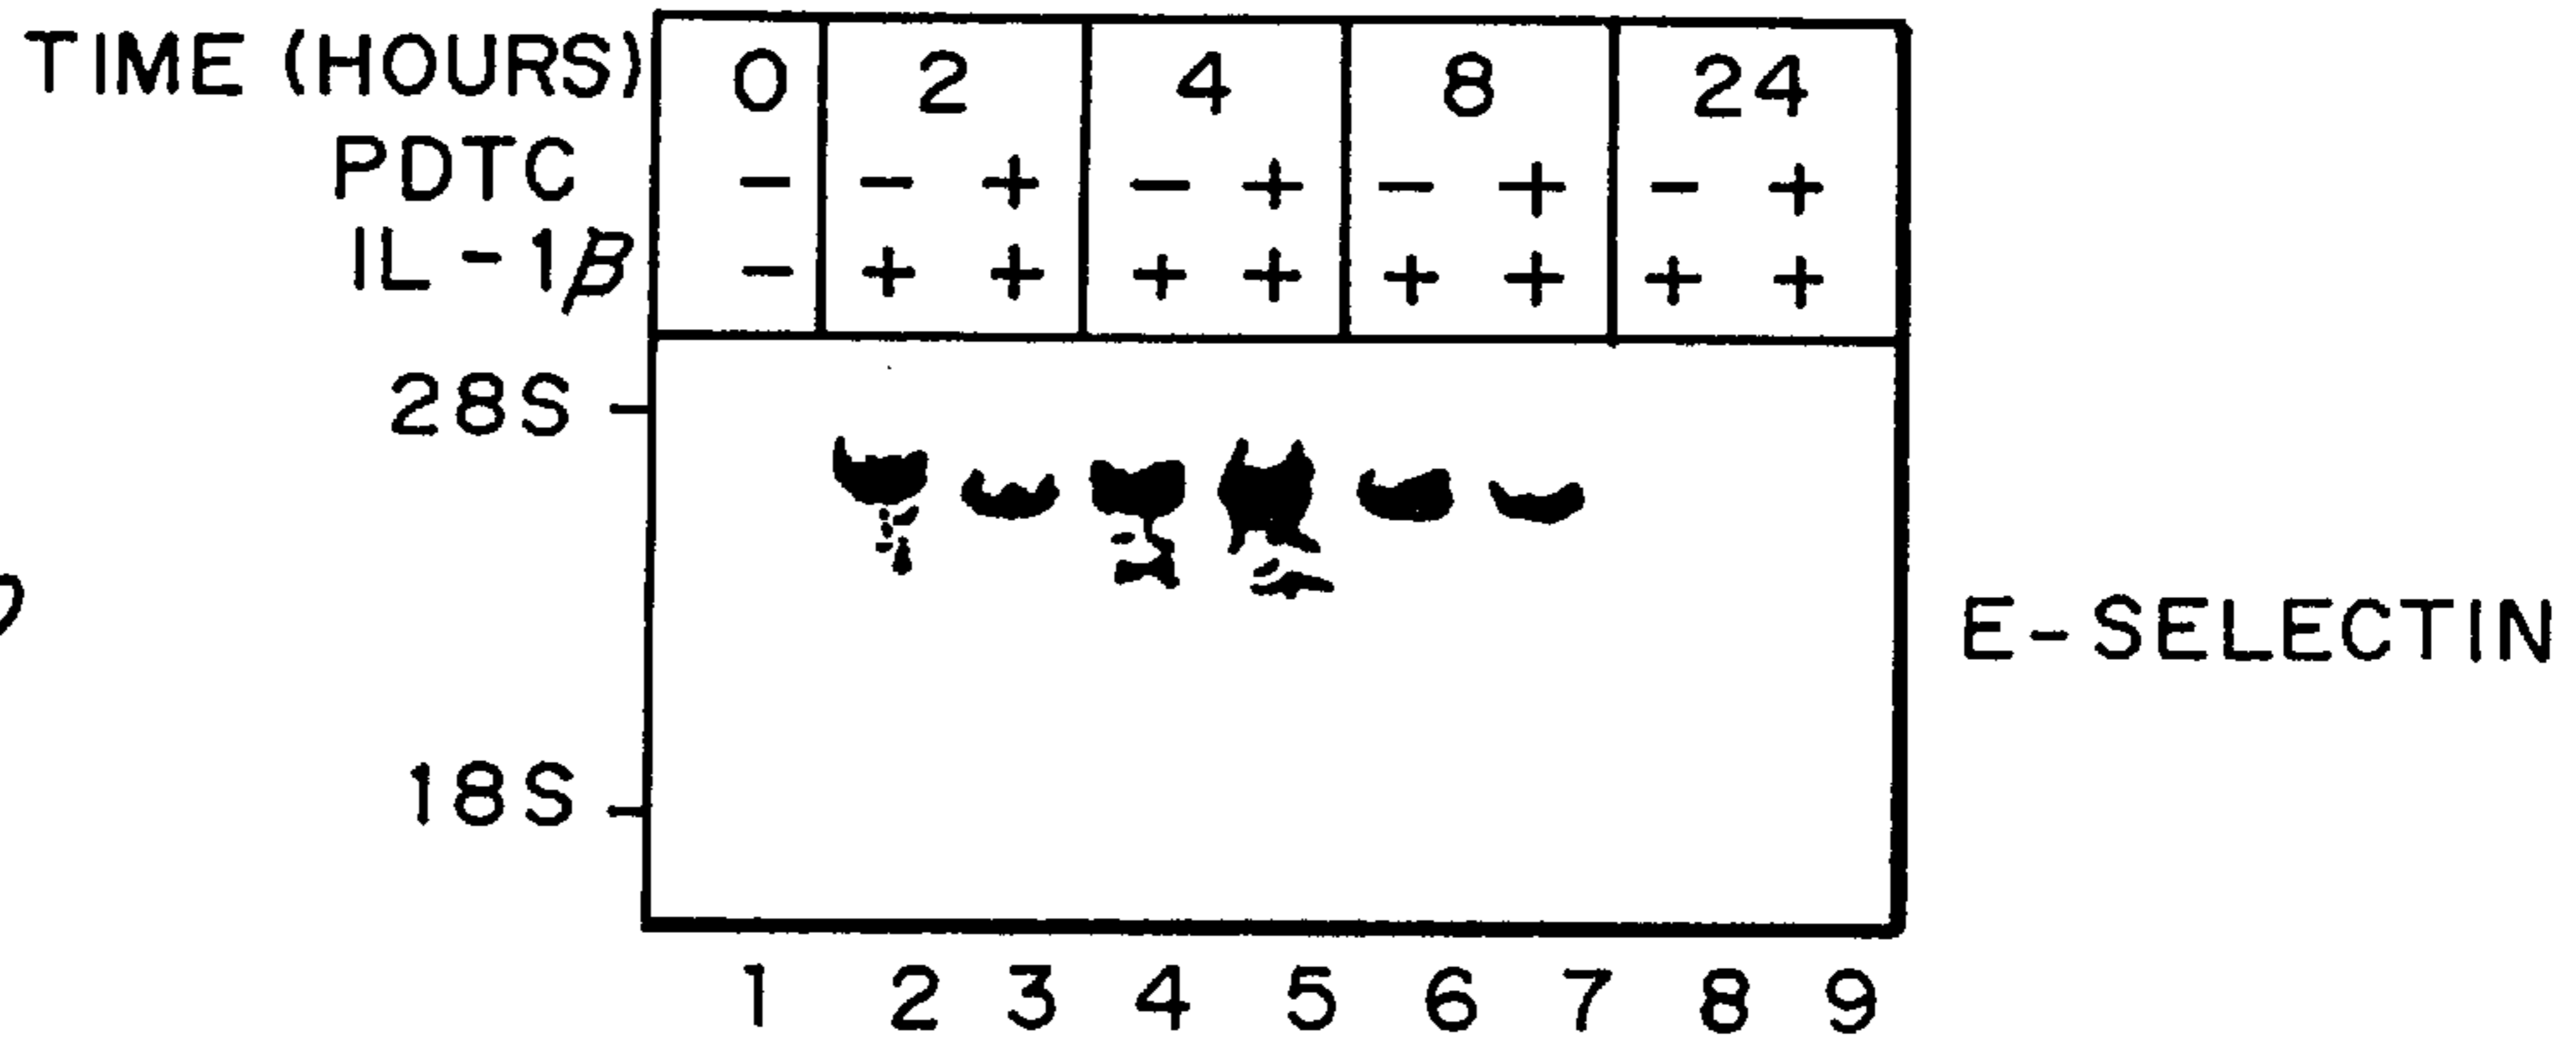 TIME (HOURS) 0 2 4 8 24
PDTC - - + - + - + - +
IL-1β - + + + + + + + +
28S
E-SELECTIN
18S
1 2 3 4 5 6 7 8 9